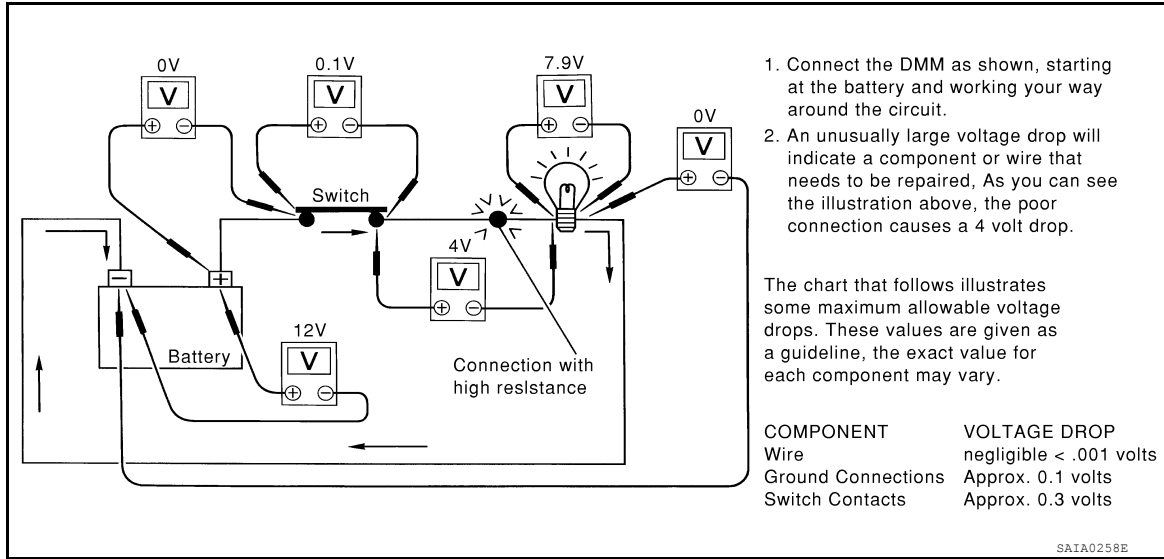 0V
0.1V
7.9V
0V
V
V
V
V
Switch
4V
V
12V
V
Battery
Connection with
high reslstance
1. Connect the DMM as shown, starting
at the battery and working your way
around the circuit.
2. An unusually large voltage drop will
indicate a component or wire that
needs to be repaired, As you can see
the illustration above, the poor
connection causes a 4 volt drop.
The chart that follows illustrates
some maximum allowable voltage
drops. These values are given as
a guideline, the exact value for
each component may vary.
COMPONENT VOLTAGE DROP
Wire negligible < .001 volts
Ground Connections Approx. 0.1 volts
Switch Contacts Approx. 0.3 volts
SAIA0258E